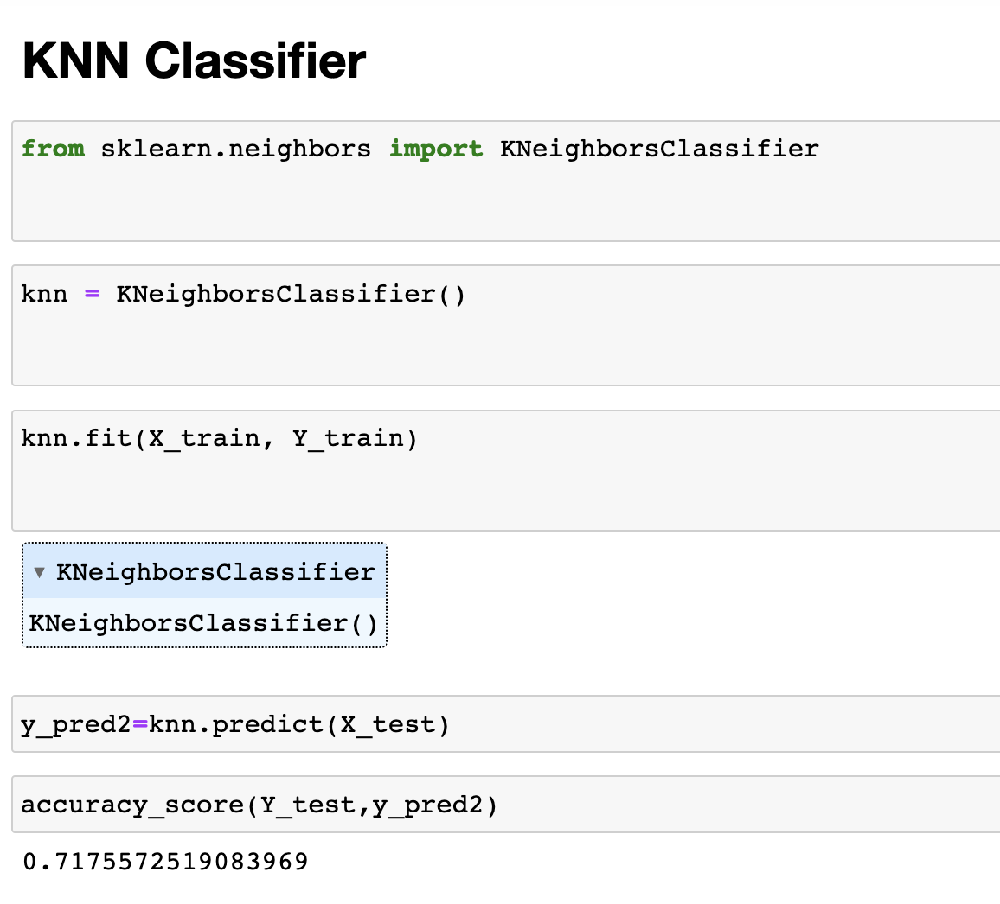 KNN Classifier
from sklearn.neighbors import KNeighborsClassifier
knn = KNeighborsClassifier()
knn.fit(X_train, Y_train)
▼ KNeighborsClassifier
KNeighborsClassifier()
y_pred2=knn.predict(X_test)
accuracy_score(Y_test,y_pred2)
0.7175572519083969